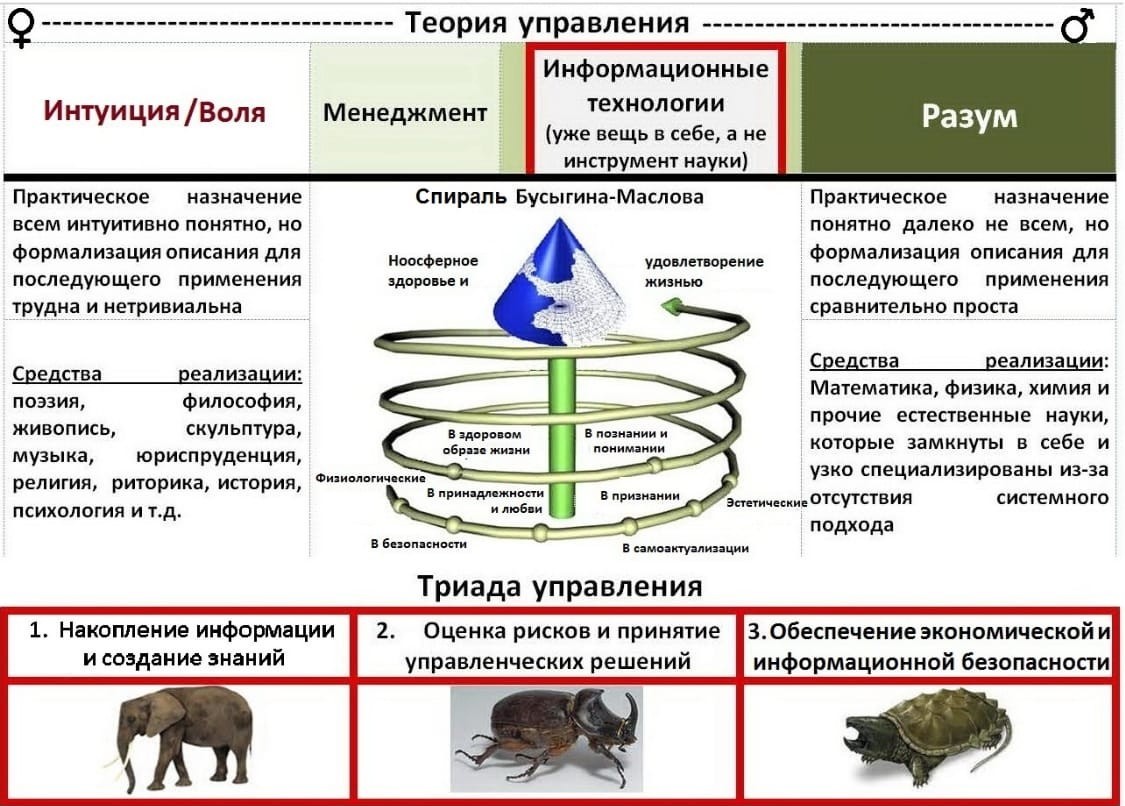 Теория управления
Интуиция/Воля
Менеджмент
Информационные
технологии
(уже вещь в себе, а не
инструмент науки)
Разум
Практическое назначение
всем интуитивно понятно, но
формализация описания для
последующего применения
трудна и нетривиальна
Средства реализации:
поэзия, философия,
живопись, скульптура,
музыка, юриспруденция,
религия, риторика, история,
психология и т.д.
Спираль Бусыгина-Маслова
Ноосферное
здоровье и
удовлетворение
жизнью
В здоровом
образе жизни
В познании и
понимании
Физиологические
В принадлежности
и любви
В признании
Эстетические
В безопасности
В самоактуализации
Практическое назначение
понятно далеко не всем, но
формализация описания для
последующего применения
сравнительно проста
Средства реализации:
Математика, физика, химия и
прочие естественные науки,
которые замкнуты в себе и
узко специализированы из-за
отсутствия системного
подхода
Триада управления
1. Накопление информации
и создание знаний
2. Оценка рисков и принятие
управленческих решений
3. Обеспечение экономической и
информационной безопасности